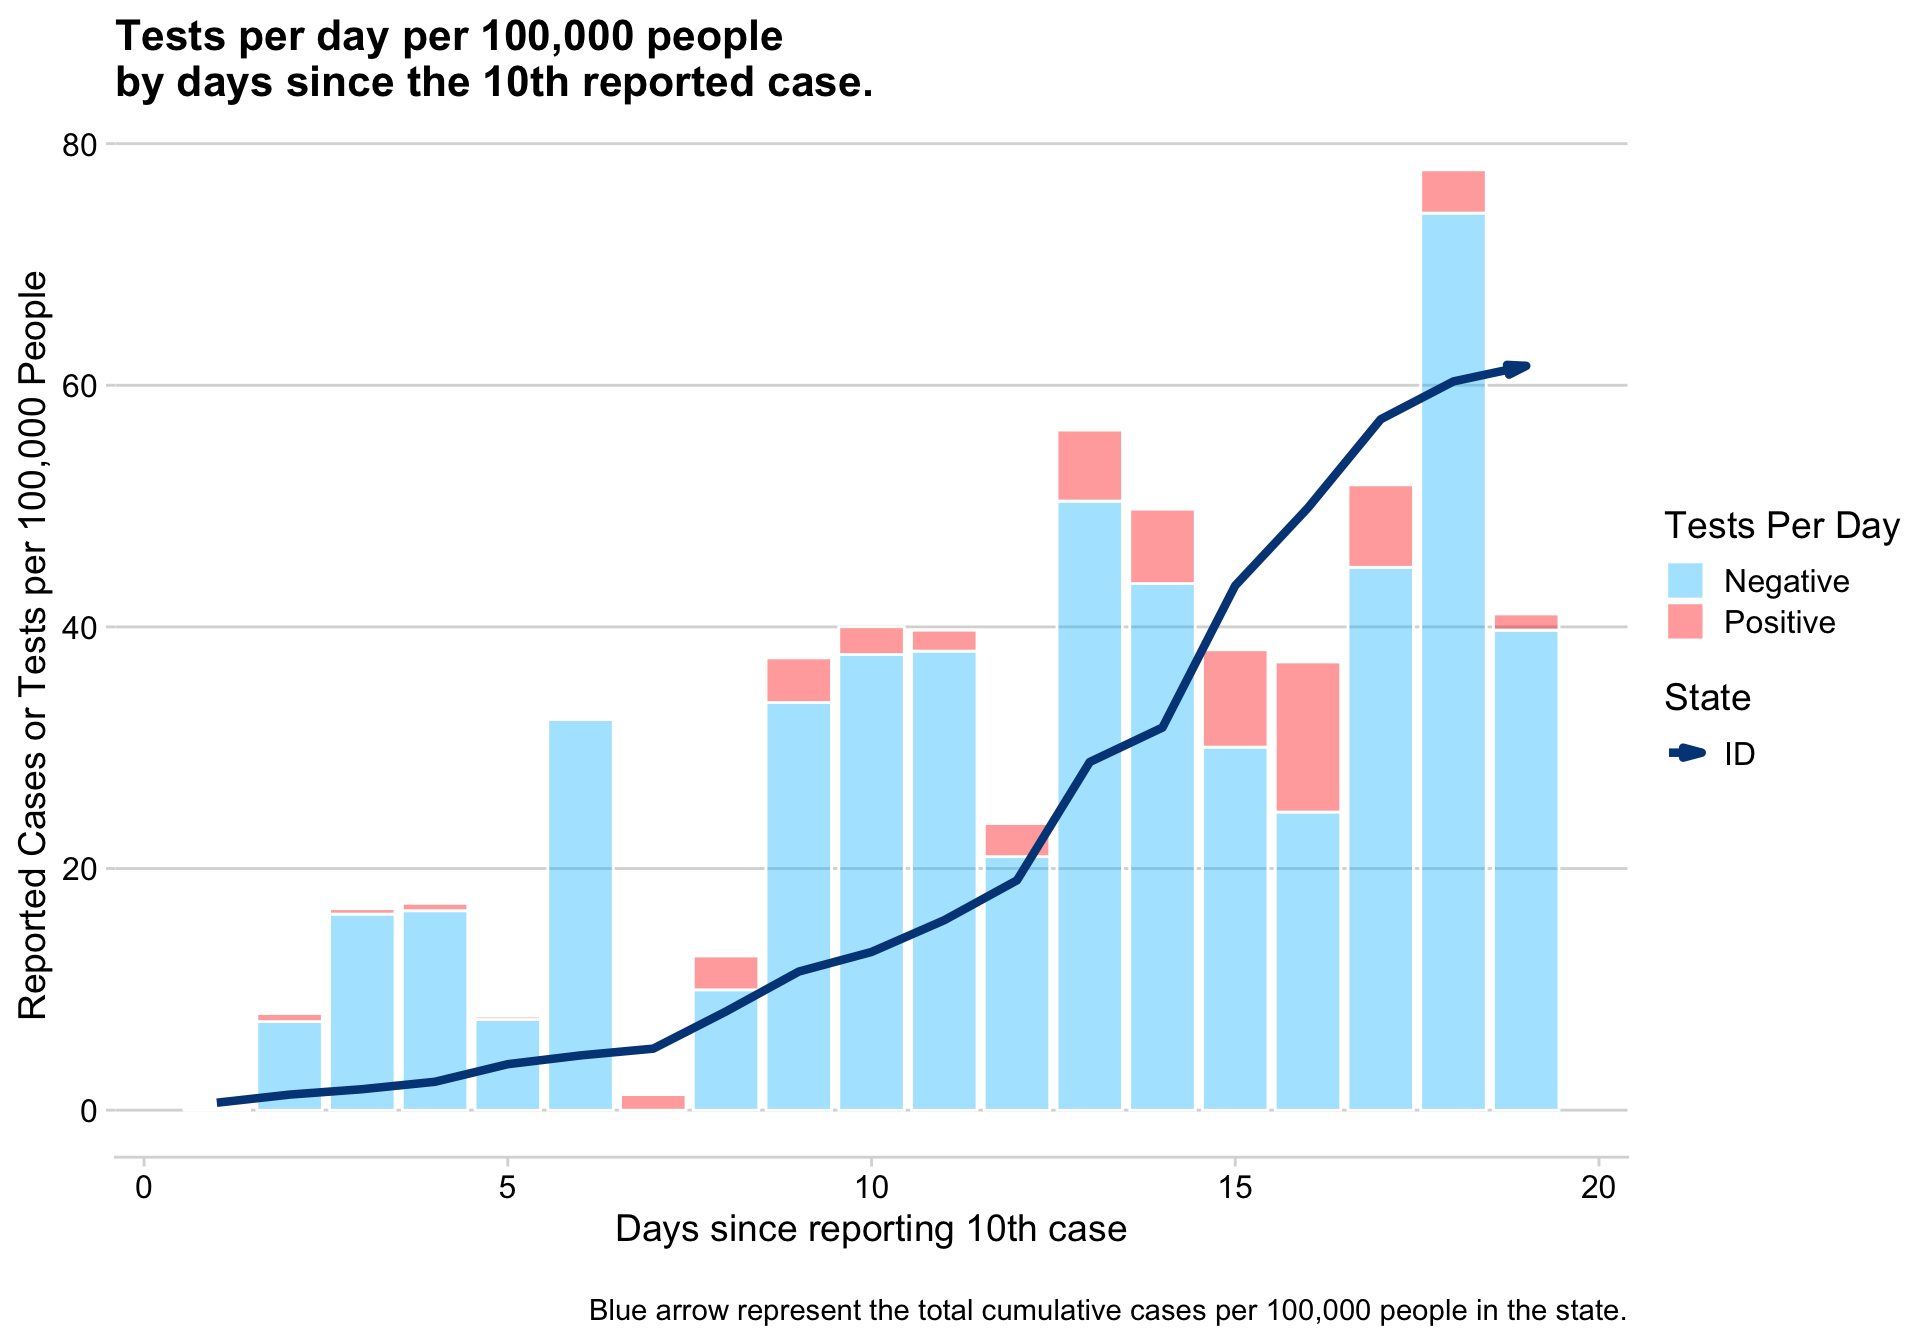 Tests per day per 100,000 people
by days since the 10th reported case.
Reported Cases or Tests per 100,000 People
80
60
40
20
0
0
5
10
15
20
Days since reporting 10th case
Tests Per Day
Negative
Positive
State
ID
Blue arrow represent the total cumulative cases per 100,000 people in the state.